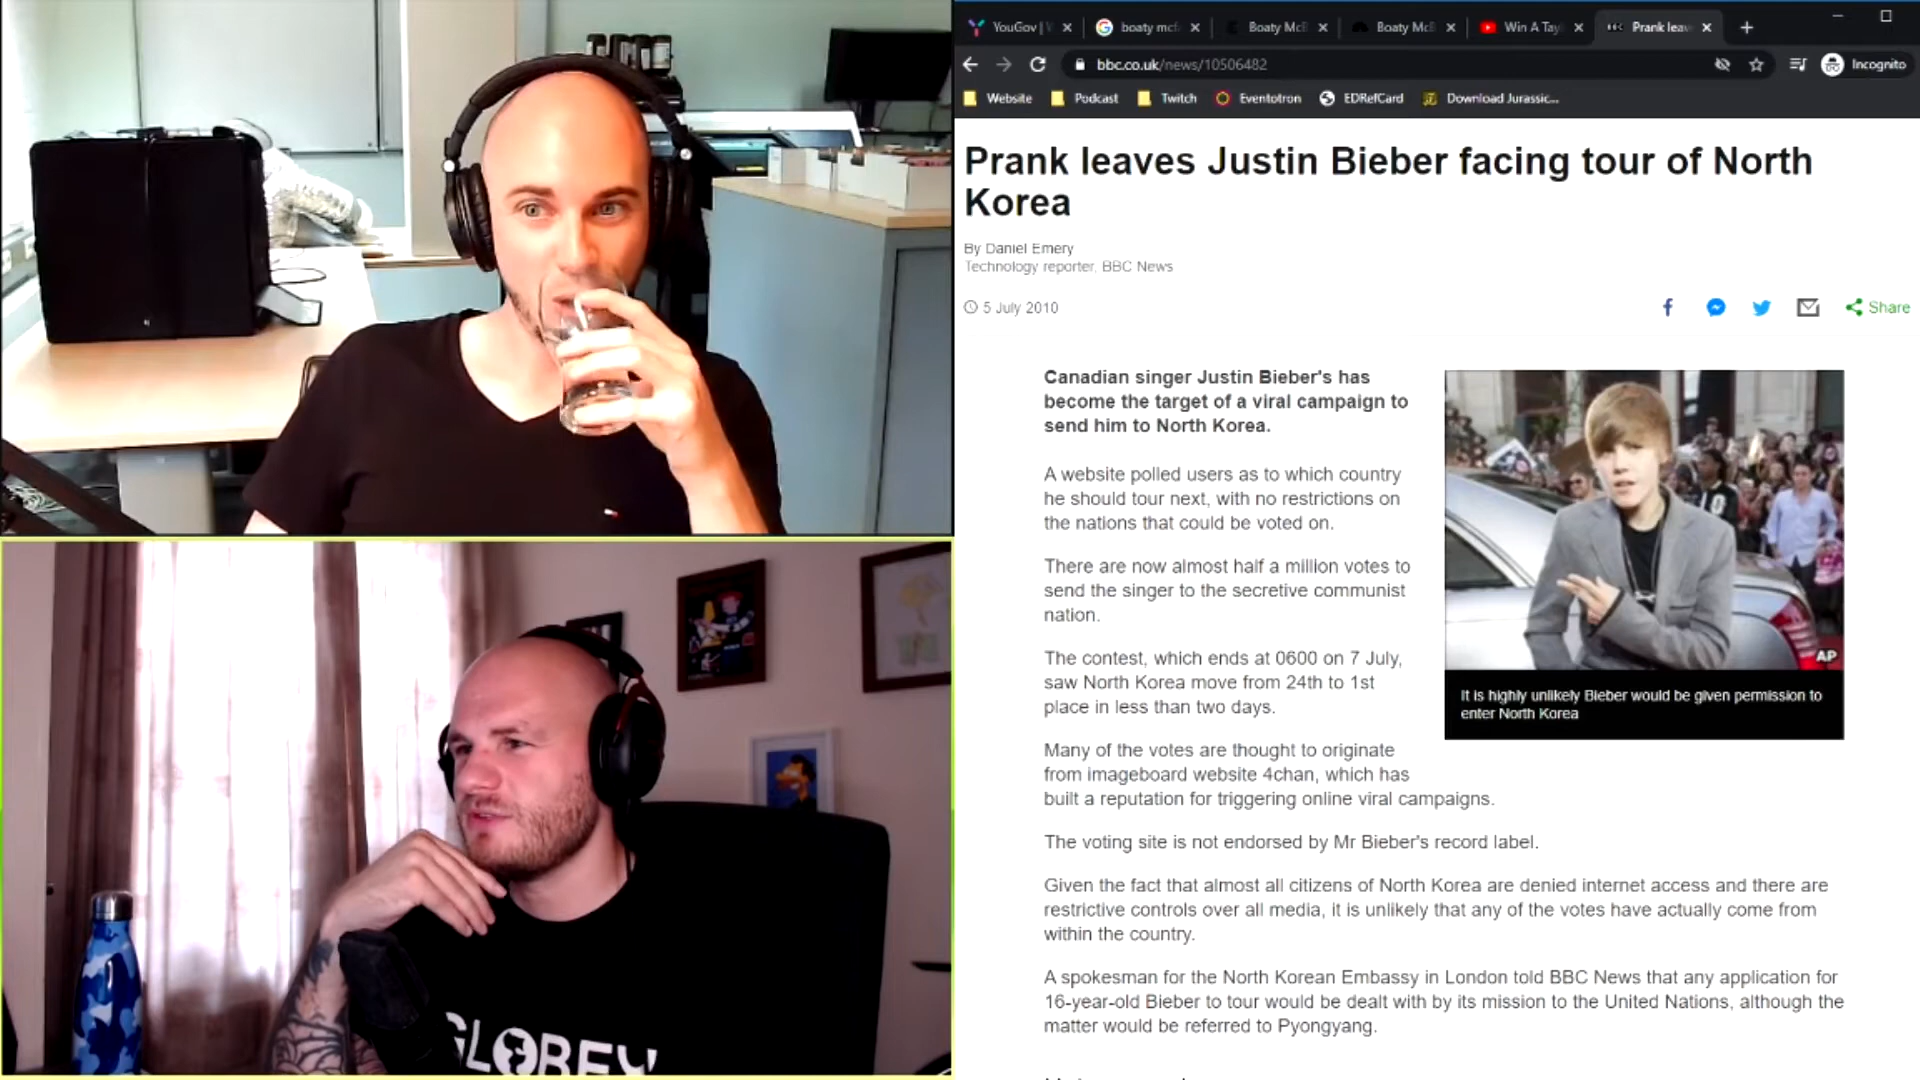 YouGov |
boaty mcf
Boaty McB
Boaty McB
Win A Tay
BBC
Prank leav
bbc.co.uk/news/10506482
Incognito
Website
Podcast
Twitch
Eventotron
EDRefCard
Download Jurassic...
Prank leaves Justin Bieber facing tour of North
Korea
By Daniel Emery
Technology reporter, BBC News
5 July 2010
Share
Canadian singer Justin Bieber's has
become the target of a viral campaign to
send him to North Korea.
A website polled users as to which country
he should tour next, with no restrictions on
the nations that could be voted on.
There are now almost half a million votes to
send the singer to the secretive communist
nation.
The contest, which ends at 0600 on 7 July,
saw North Korea move from 24th to 1st
place in less than two days.
AP
It is highly unlikely Bieber would be given permission to
enter North Korea
Many of the votes are thought to originate
from imageboard website 4chan, which has
built a reputation for triggering online viral campaigns.
The voting site is not endorsed by Mr Bieber's record label.
Given the fact that almost all citizens of North Korea are denied internet access and there are
restrictive controls over all media, it is unlikely that any of the votes have actually come from
within the country.
A spokesman for the North Korean Embassy in London told BBC News that any application for
16-year-old Bieber to tour would be dealt with by its mission to the United Nations, although the
matter would be referred to Pyongyang.
GLOBEY